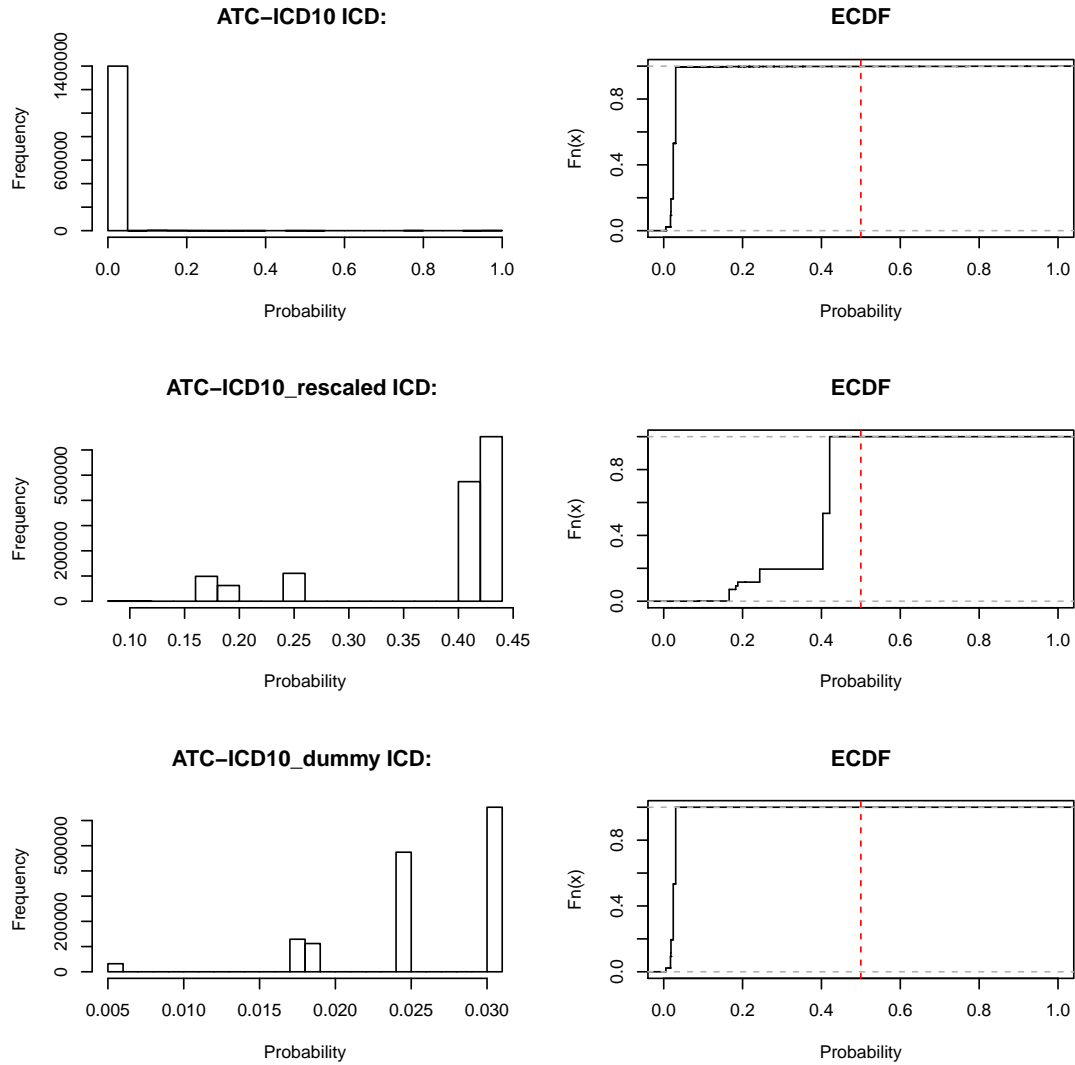 ATC−ICD10 ICD:
Frequency
0 600000 1400000
0.0 0.2 0.4 0.6 0.8 1.0
Probability
ECDF
Fn(x)
0.0 0.4 0.8
0.0 0.2 0.4 0.6 0.8 1.0
Probability
ATC−ICD10_rescaled ICD:
Frequency
0 200000 500000
0.10 0.15 0.20 0.25 0.30 0.35 0.40 0.45
Probability
ECDF
Fn(x)
0.0 0.4 0.8
0.0 0.2 0.4 0.6 0.8 1.0
Probability
ATC−ICD10_dummy ICD:
Frequency
0 200000 500000
0.005 0.010 0.015 0.020 0.025 0.030
Probability
ECDF
Fn(x)
0.0 0.4 0.8
0.0 0.2 0.4 0.6 0.8 1.0
Probability